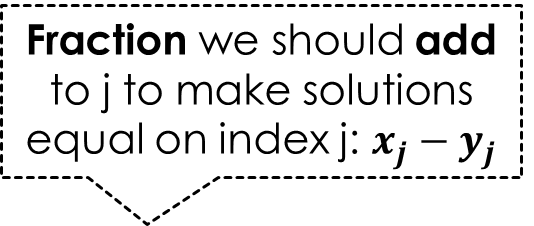 Fraction we should add
to j to make solutions
equal on index j: xⱼ − yⱼ